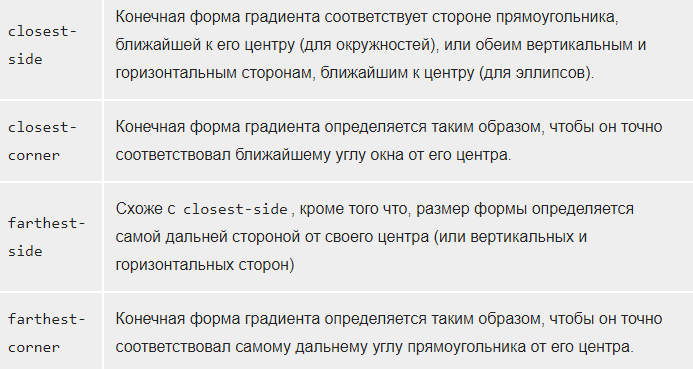 closest-side
Конечная форма градиента соответствует стороне прямоугольника,
ближайшей к его центру (для окружностей), или обеим вертикальным и
горизонтальным сторонам, ближайшим к центру (для эллипсов).
closest-corner
Конечная форма градиента определяется таким образом, чтобы он точно
соответствовал ближайшему углу окна от его центра.
farthest-side
Схоже с closest-side, кроме того что, размер формы определяется
самой дальней стороной от своего центра (или вертикальных и
горизонтальных сторон)
farthest-corner
Конечная форма градиента определяется таким образом, чтобы он точно
соответствовал самому дальнему углу прямоугольника от его центра.